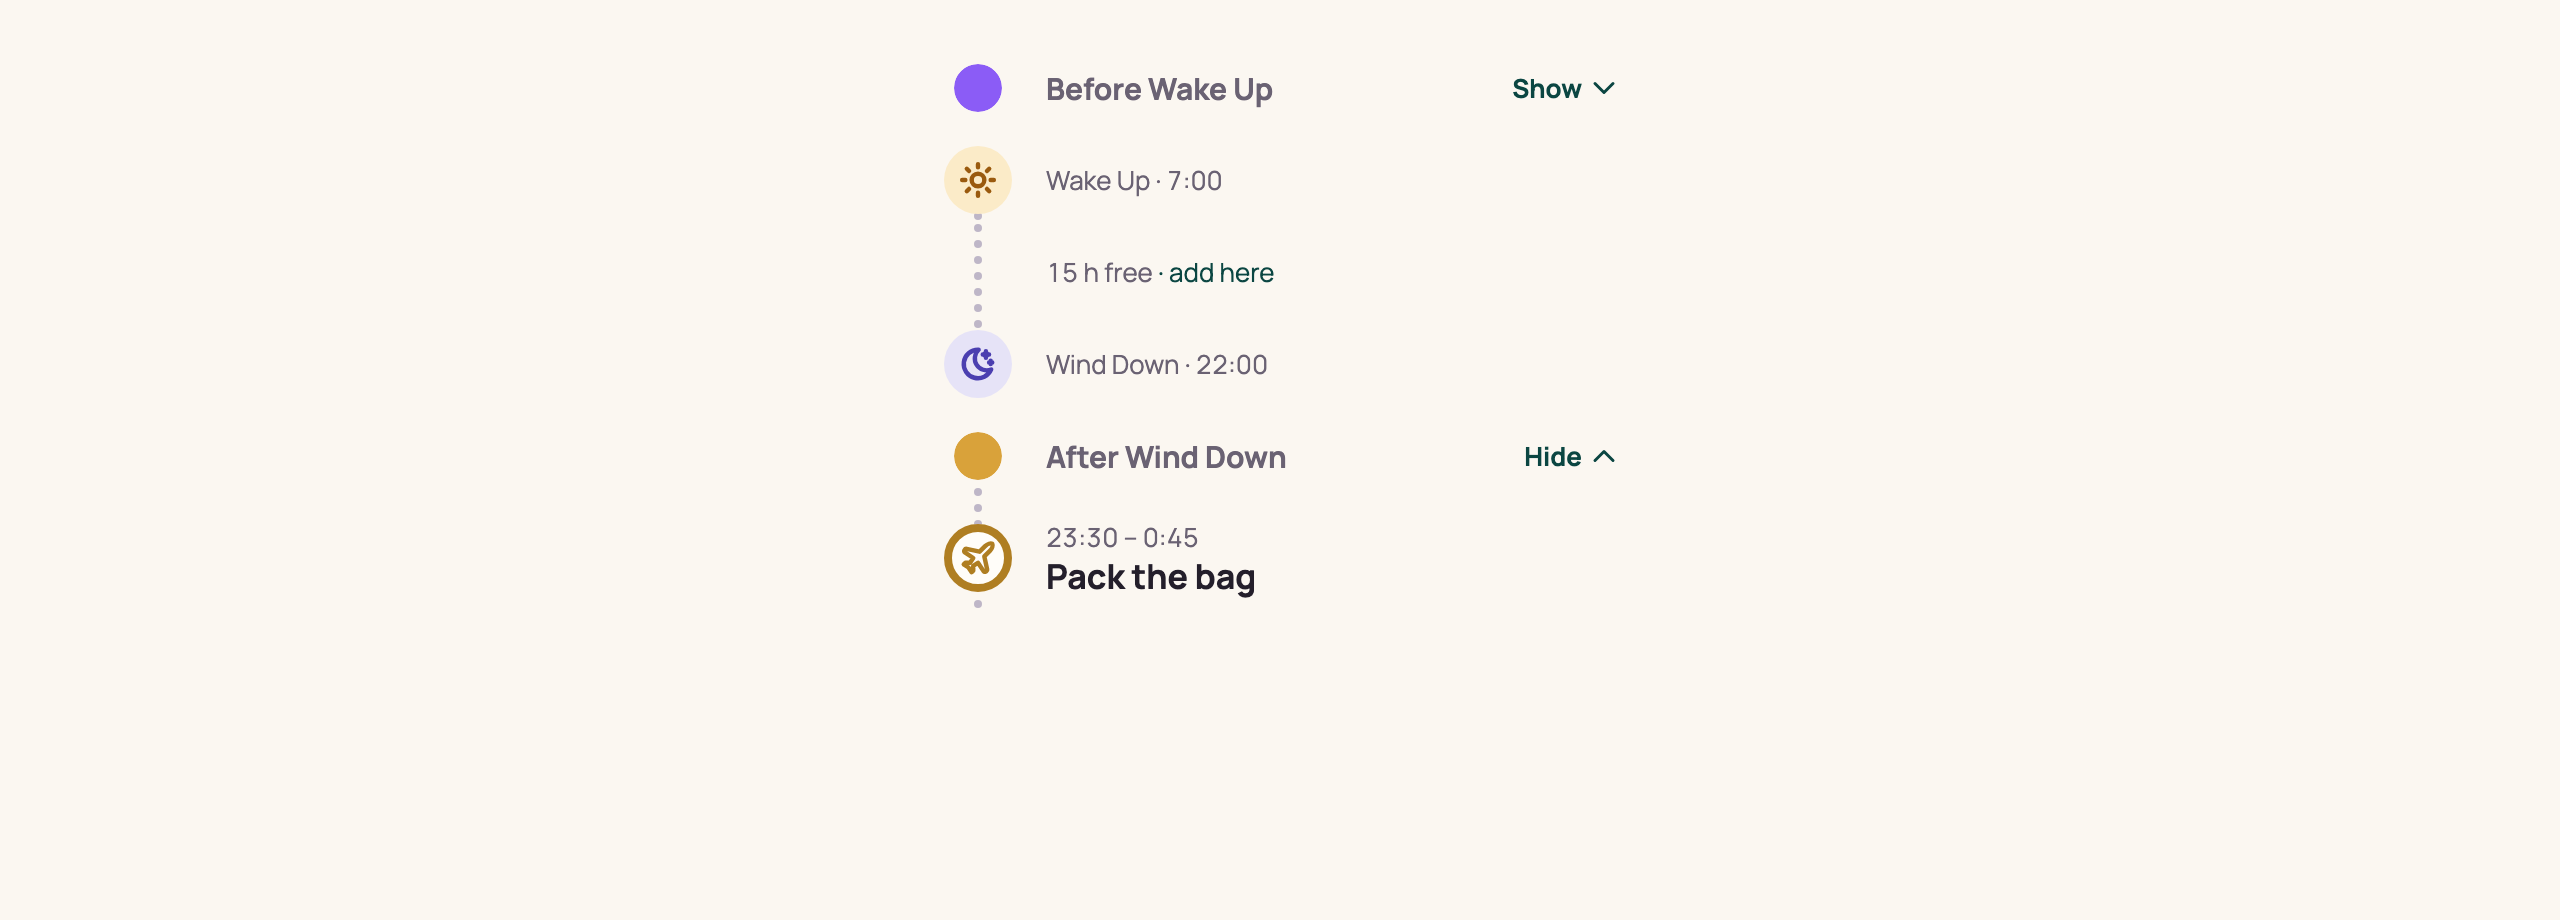 Before Wake Up Show
Wake Up · 7:00
15 h free · add here
Wind Down · 22:00
After Wind Down Hide
23:30 – 0:45
Pack the bag